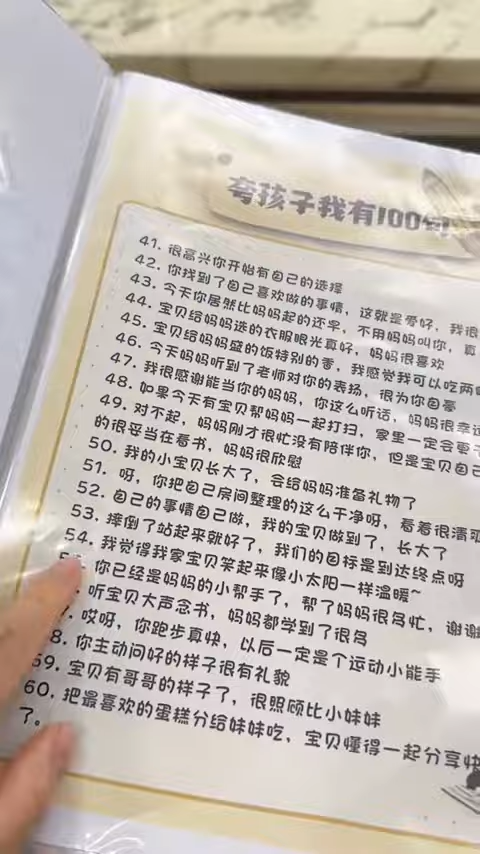 夸孩子我有100句
41. 很高兴你开始有自己的选择
42. 你找到了自己喜欢做的事情，这就是爱好，我很
43. 今天你居然比妈妈起的还早，不用妈妈叫你，真
44. 宝贝给妈妈选的衣服眼光真好，妈妈很喜欢
45. 宝贝给妈妈盛的饭特别的香，我感觉我可以吃两
46. 今天妈妈听到了老师对你的表扬，很为你自豪
47. 我很感谢能当你的妈妈，你这么听话，妈妈很幸
48. 如果今天有宝贝帮妈妈一起打扫，家里一定会更
49. 对不起，妈妈刚才很忙没有陪伴你，但是宝贝自己
的很妥当在看书，妈妈很欣慰
50. 我的小宝贝长大了，会给妈妈准备礼物了
51. 呀，你把自己房间整理的这么干净呀，看着很清
52. 自己的事情自己做，我的宝贝做到了，长大了
53. 摔倒了站起来就好了，我们的目标是到达终点呀
54. 我觉得我家宝贝笑起来像小太阳一样温暖~
你已经是妈妈的小帮手了，帮了妈妈很多忙，谢谢
听宝贝大声念书，妈妈都学到了很多
哎呀，你跑步真快，以后一定是个运动小能手
8. 你主动问好的样子很有礼貌
59. 宝贝有哥哥的样子了，很照顾比小妹妹
60. 把最喜欢的蛋糕分给妹妹吃，宝贝懂得一起分享快
了。